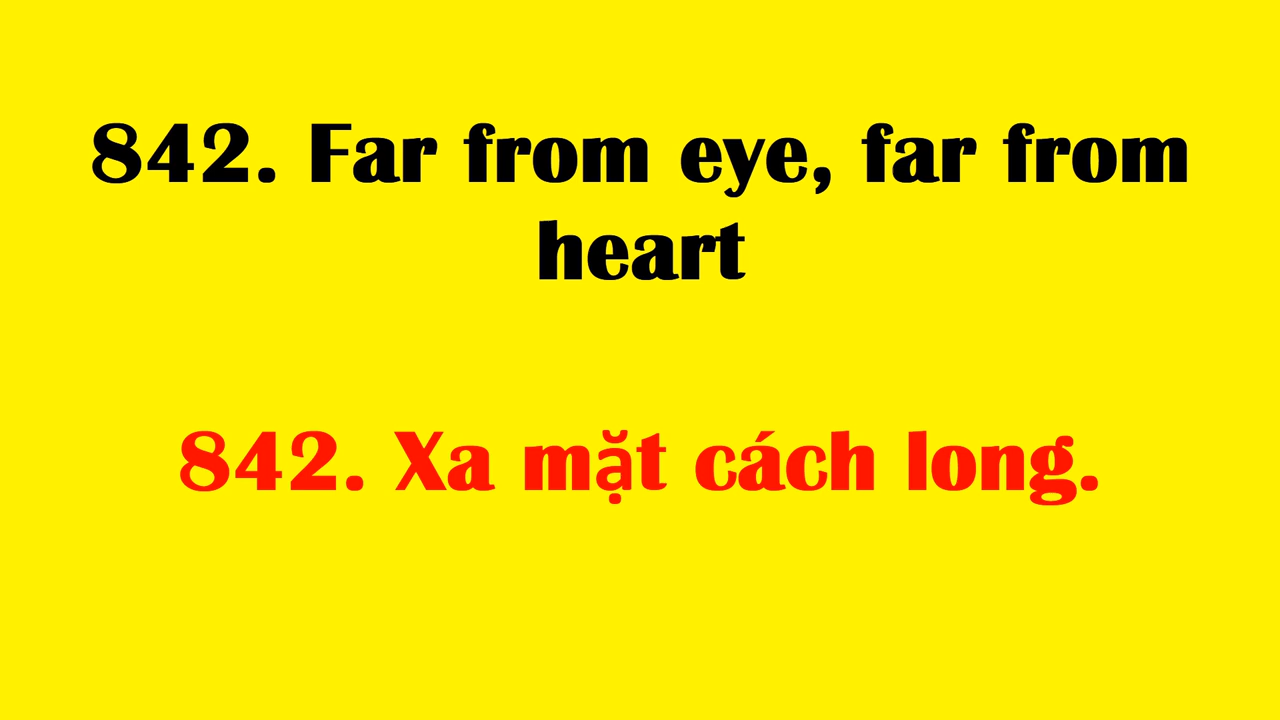 842. Far from eye, far from
heart
842. Xa mặt cách long.